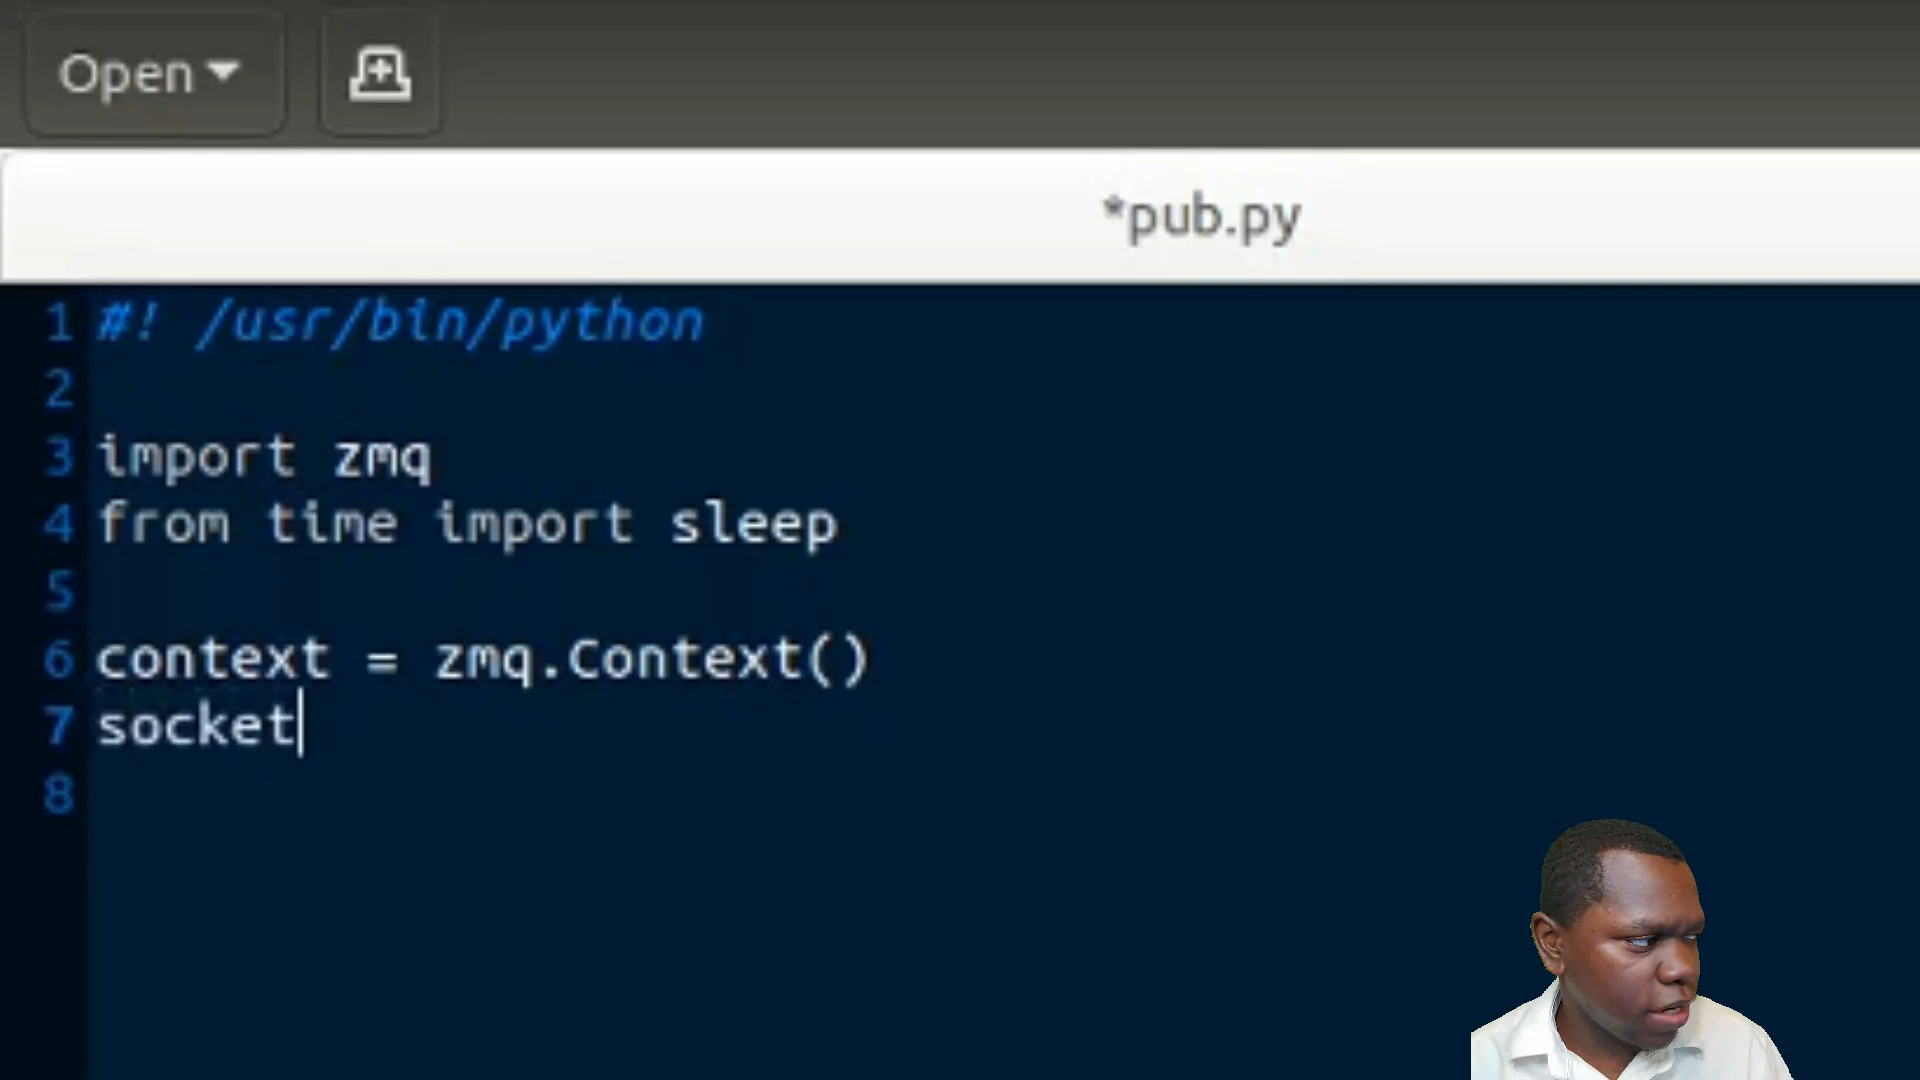 Open
*pub.py
1 #! /usr/bin/python
2
3 import zmq
4 from time import sleep
5
6 context = zmq.Context()
7 socket
8